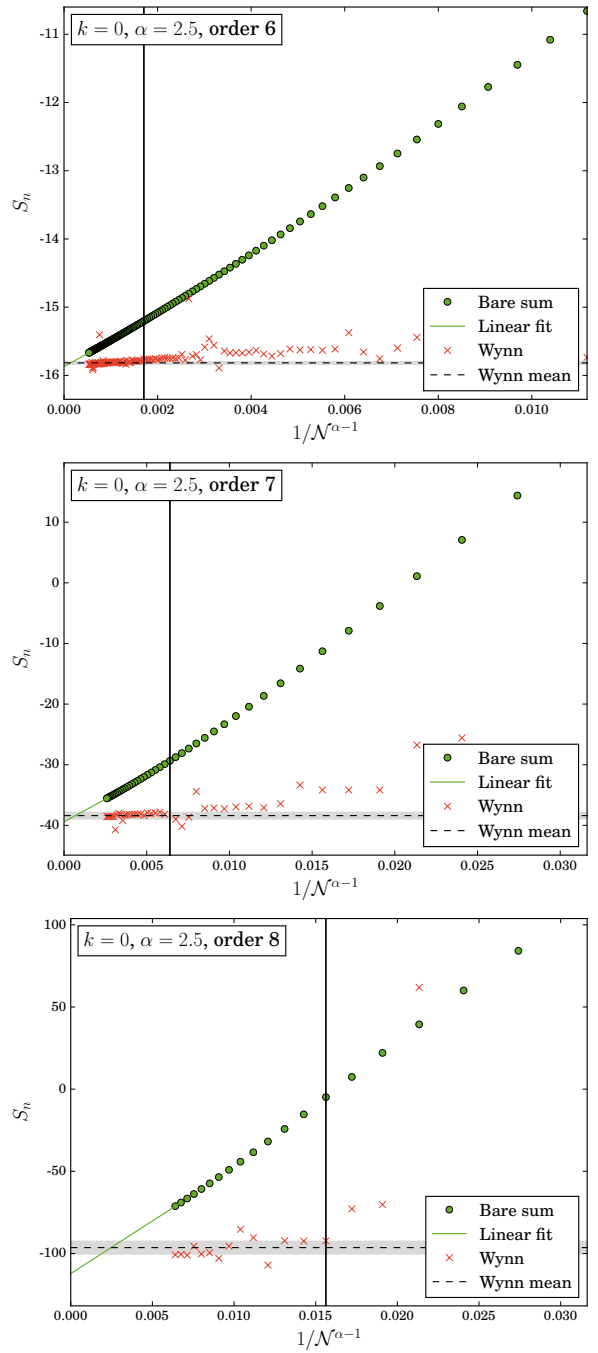 k = 0, α = 2.5, order 6
-11
-12
-13
-14
-15
-16
S_n
Bare sum
Linear fit
Wynn
Wynn mean
0.000 0.002 0.004 0.006 0.008 0.010
1/𝒩^{α−1}
k = 0, α = 2.5, order 7
10
0
-10
-20
-30
-40
S_n
Bare sum
Linear fit
Wynn
Wynn mean
0.000 0.005 0.010 0.015 0.020 0.025 0.030
1/𝒩^{α−1}
k = 0, α = 2.5, order 8
100
50
0
-50
-100
S_n
Bare sum
Linear fit
Wynn
Wynn mean
0.000 0.005 0.010 0.015 0.020 0.025 0.030
1/𝒩^{α−1}